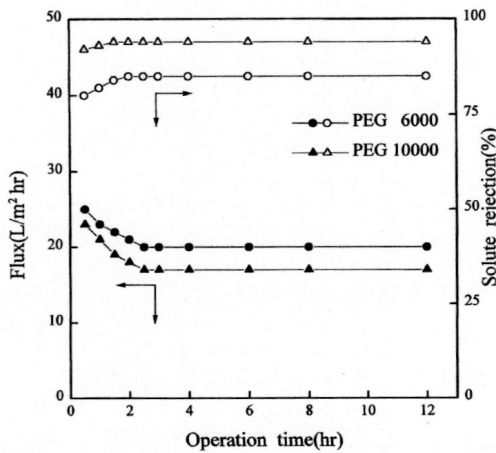 50
40
30
20
10
0
Flux(L/m² hr)
100
75
50
25
0
Solute rejection(%)
PEG 6000
PEG 10000
0 2 4 6 8 10 12
Operation time(hr)